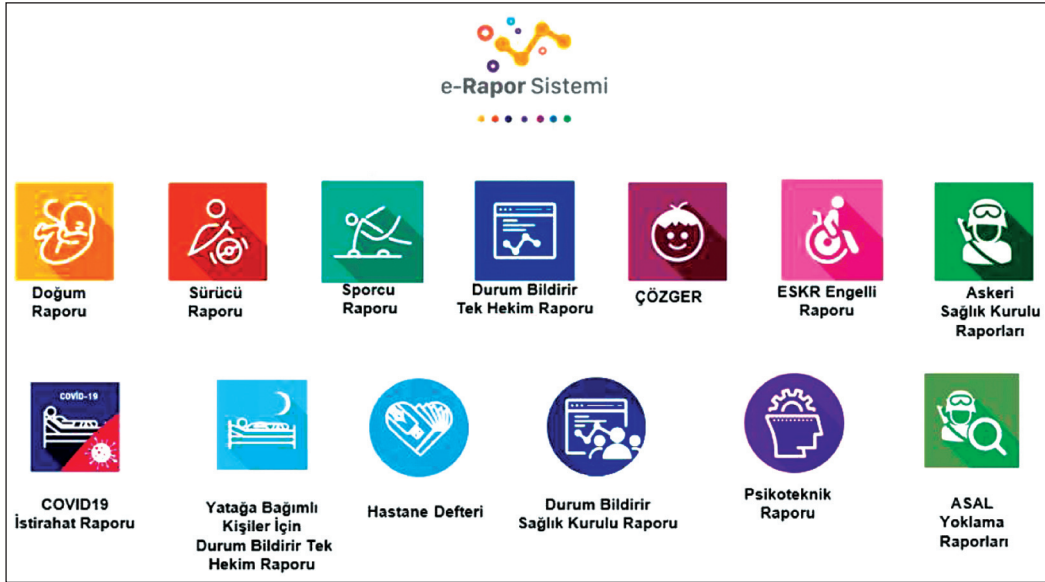 e-Rapor Sistemi
Doğum
Raporu
Sürücü
Raporu
Sporcu
Raporu
Durum Bildirir
Tek Hekim Raporu
ÇÖZGER
ESKR Engelli
Raporu
Askeri
Sağlık Kurulu
Raporları
COVİD-19
COVID19
İstirahat Raporu
Yatağa Bağımlı
Kişiler İçin
Durum Bildirir Tek
Hekim Raporu
Hastane Defteri
Durum Bildirir
Sağlık Kurulu Raporu
Psikoteknik
Raporu
ASAL
Yoklama
Raporları